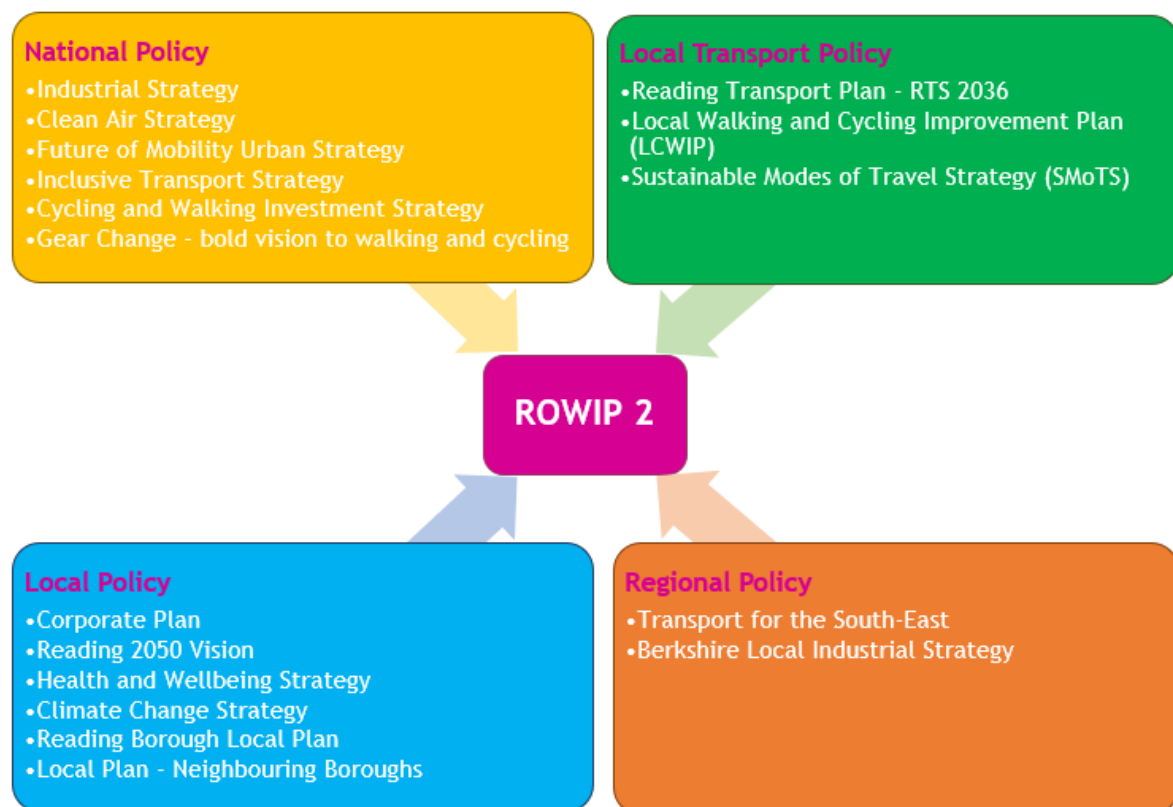 National Policy
•Industrial Strategy
•Clean Air Strategy
•Future of Mobility Urban Strategy
•Inclusive Transport Strategy
•Cycling and Walking Investment Strategy
•Gear Change - bold vision to walking and cycling
Local Transport Policy
•Reading Transport Plan - RTS 2036
•Local Walking and Cycling Improvement Plan
(LCWIP)
•Sustainable Modes of Travel Strategy (SMoTS)
ROWIP 2
Local Policy
•Corporate Plan
•Reading 2050 Vision
•Health and Wellbeing Strategy
•Climate Change Strategy
•Reading Borough Local Plan
•Local Plan - Neighbouring Boroughs
Regional Policy
•Transport for the South-East
•Berkshire Local Industrial Strategy